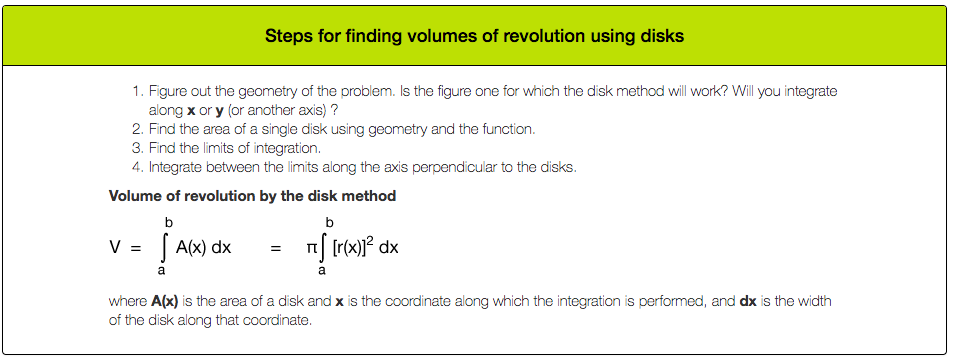 Steps for finding volumes of revolution using disks
1. Figure out the geometry of the problem. Is the figure one for which the disk method will work? Will you integrate
along x or y (or another axis) ?
2. Find the area of a single disk using geometry and the function.
3. Find the limits of integration.
4. Integrate between the limits along the axis perpendicular to the disks.
Volume of revolution by the disk method
b b
V = ∫ A(x) dx = π∫ [r(x)]² dx
a a
where A(x) is the area of a disk and x is the coordinate along which the integration is performed, and dx is the width
of the disk along that coordinate.